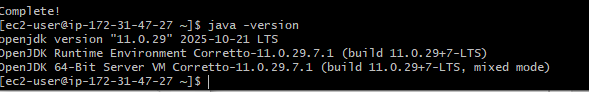 Complete!
[ec2-user@ip-172-31-47-27 ~]$ java -version
openjdk version "11.0.29" 2025-10-21 LTS
OpenJDK Runtime Environment Corretto-11.0.29.7.1 (build 11.0.29+7-LTS)
OpenJDK 64-Bit Server VM Corretto-11.0.29.7.1 (build 11.0.29+7-LTS, mixed mode)
[ec2-user@ip-172-31-47-27 ~]$